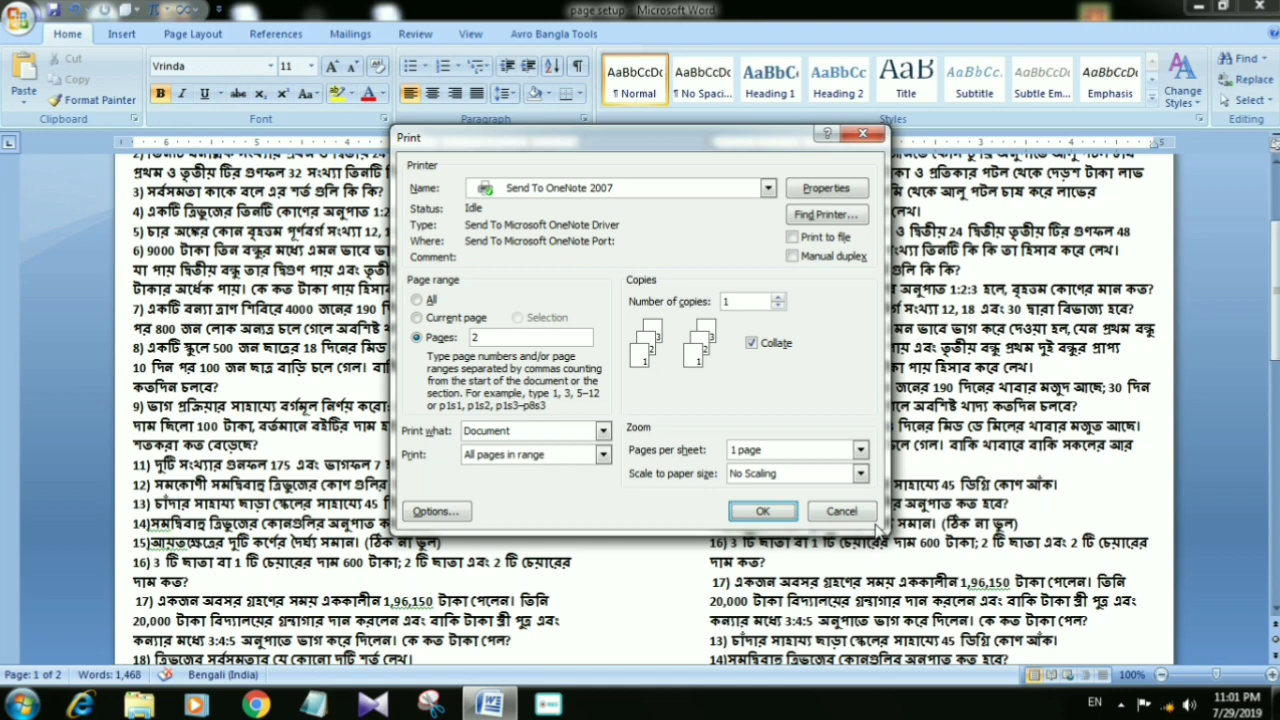 page setup - Microsoft Word
Home Insert Page Layout References Mailings Review View Avro Bangla Tools
Paste
Cut
Copy
Format Painter
Clipboard
Vrinda 11
Font
Paragraph
¶ Normal ¶ No Spaci... Heading 1 Heading 2 Title Subtitle Subtle Em... Emphasis
Change
Styles
Styles
Find
Replace
Select
Editing
Print
Printer
Name: Send To OneNote 2007 Properties
Status: Idle Find Printer...
Type: Send To Microsoft OneNote Driver
Where: Send To Microsoft OneNote Port: Print to file
Comment: Manual duplex
Page range Copies
All Number of copies: 1
Current page Selection
Pages: 2 Collate
Type page numbers and/or page
ranges separated by commas counting
from the start of the document or the
section. For example, type 1, 3, 5–12
or p1s1, p1s2, p1s3–p8s3
Print what: Document Zoom
Print: All pages in range Pages per sheet: 1 page
Scale to paper size: No Scaling
Options... OK Cancel
প্রথম ও তৃতীয় টির গুণফল 32 সংখ্যা তিনটি
3) সর্বসমতা কাকে বলে এর শর্ত গুলি কি কি?
4) একটি ত্রিভুজের তিনটি কোণের অনুপাত 1:2
5) চার অঙ্কের কোন বৃহত্তম পূর্ণবর্গ সংখ্যা 12, 1
6) 9000 টাকা তিন বন্ধুর মধ্যে এমন ভাবে ভাগ
যা পায় দ্বিতীয় বন্ধু তার দ্বিগুণ পায় এবং তৃতী
টাকার অর্ধেক পায়। কে কত টাকা পায় হিসাব
7) একটি বন্যা ত্রাণ শিবিরে 4000 জনের 190 দি
পর 800 জন লোক অন্যত্র চলে গেলে অবশিষ্ট
8) একটি স্কুলে 500 জন ছাত্রের 18 দিনের মিড
10 দিন পর 100 জন ছাত্র বাড়ি চলে গেল। বা
কতদিন চলবে?
9) ভাগ প্রক্রিয়ার সাহায্যে বর্গমূল নির্ণয় করো:
দাম ছিলো 100 টাকা, বর্তমানে বইটির দাম
শতকরা কত বেড়েছে?
11) দুটি সংখ্যার গুনফল 175 এবং ভাগফল 7
12) সমকোণী সমদ্বিবাহু ত্রিভুজের কোণ গুলির
13) চাঁদার সাহায্য ছাড়া স্কেলের সাহায্যে 45
14)সমদ্বিবাহু ত্রিভুজের কোনগুলির অনুপাত ক
15)আয়তক্ষেত্রের দুটি কর্ণের দৈর্ঘ্য সমান। (ঠিক না ভুল)
16) 3 টি ছাতা বা 1 টি চেয়ারের দাম 600 টাকা; 2 টি ছাতা এবং 2 টি চেয়ারের
দাম কত?
17) একজন অবসর গ্রহণের সময় এককালীন 1,96,150 টাকা পেলেন। তিনি
20,000 টাকা বিদ্যালয়ের গ্রন্থাগার দান করলেন এবং বাকি টাকা স্ত্রী পুত্র এবং
কন্যার মধ্যে 3:4:5 অনুপাতে ভাগ করে দিলেন। কে কত টাকা পেল?
18) ত্রিভুজের সর্বসমতার যে কোনো দুটি শর্ত লেখ।
ও দ্বিতীয় 24 দ্বিতীয় তৃতীয় টির গুণফল 48
তিনটি কি কি তা হিসাব করে লেখ।
গুলি কি কি?
অনুপাত 1:2:3 হলে, বৃহত্তম কোণের মান কত?
সংখ্যা 12, 18 এবং 30 দ্বারা বিভাজ্য হবে?
মন ভাবে ভাগ করে দেওয়া হল, যেন প্রথম বন্ধু
পায় এবং তৃতীয় বন্ধু প্রথম দুই বন্ধুর প্রাপ্য
পায় হিসাব করে লেখ।
জনের 190 দিনের খাবার মজুদ আছে; 30 দিন
লে অবশিষ্ট খাদ্য কতদিন চলবে?
দিনের মিড ডে মিলের খাবার মজুত আছে।
চলে গেল। বাকি খাবারে বাকি সকলের আর
সাহায্যে 45 ডিগ্রি কোণ আঁক।
অনুপাত কত হবে?
সমান। (ঠিক না ভুল)
16) 3 টি ছাতা বা 1 টি চেয়ারের দাম 600 টাকা; 2 টি ছাতা এবং 2 টি চেয়ারের
দাম কত?
17) একজন অবসর গ্রহণের সময় এককালীন 1,96,150 টাকা পেলেন। তিনি
20,000 টাকা বিদ্যালয়ের গ্রন্থাগার দান করলেন এবং বাকি টাকা স্ত্রী পুত্র এবং
কন্যার মধ্যে 3:4:5 অনুপাতে ভাগ করে দিলেন। কে কত টাকা পেল?
13) চাঁদার সাহায্য ছাড়া স্কেলের সাহায্যে 45 ডিগ্রি কোণ আঁক।
14)সমদ্বিবাহু ত্রিভুজের কোনগুলির অনুপাত কত হবে?
Page: 1 of 2 Words: 1,468 Bengali (India) 100%
EN 11:01 PM
7/29/2019